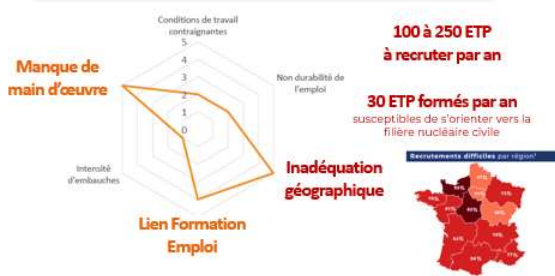 Conditions de travail
contraignantes
5
4
3
2
1
0
Manque de
main d'œuvre
Non durabilité de
l'emploi
Intensité
d'embauches
Inadéquation
géographique
Lien Formation
Emploi
100 à 250 ETP
à recruter par an
30 ETP formés par an
susceptibles de s'orienter vers la
filière nucléaire civile
Recrutements difficiles par région¹